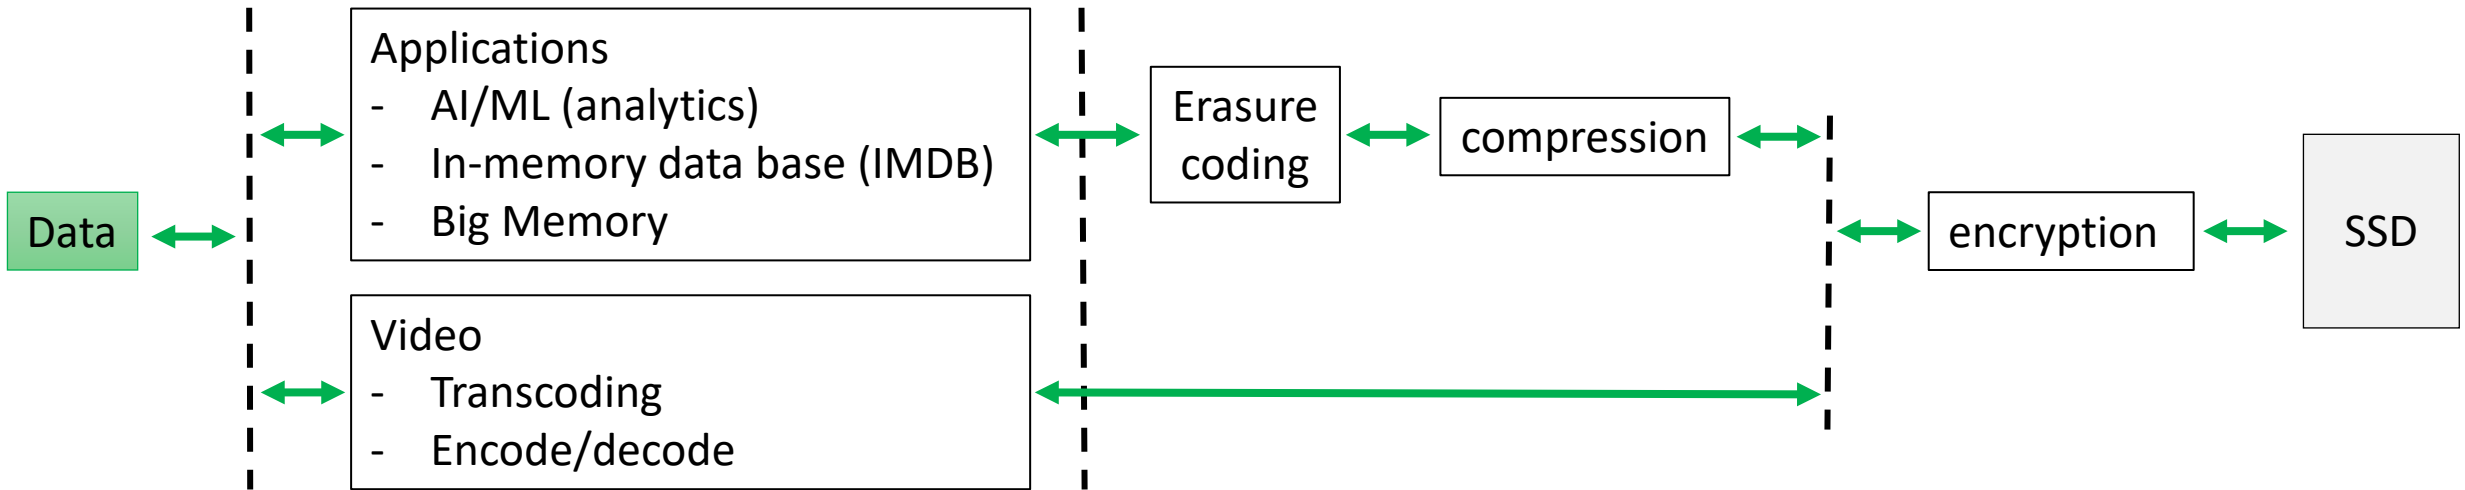 Data
Applications
- AI/ML (analytics)
- In-memory data base (IMDB)
- Big Memory
Video
- Transcoding
- Encode/decode
Erasure
coding
compression
encryption
SSD